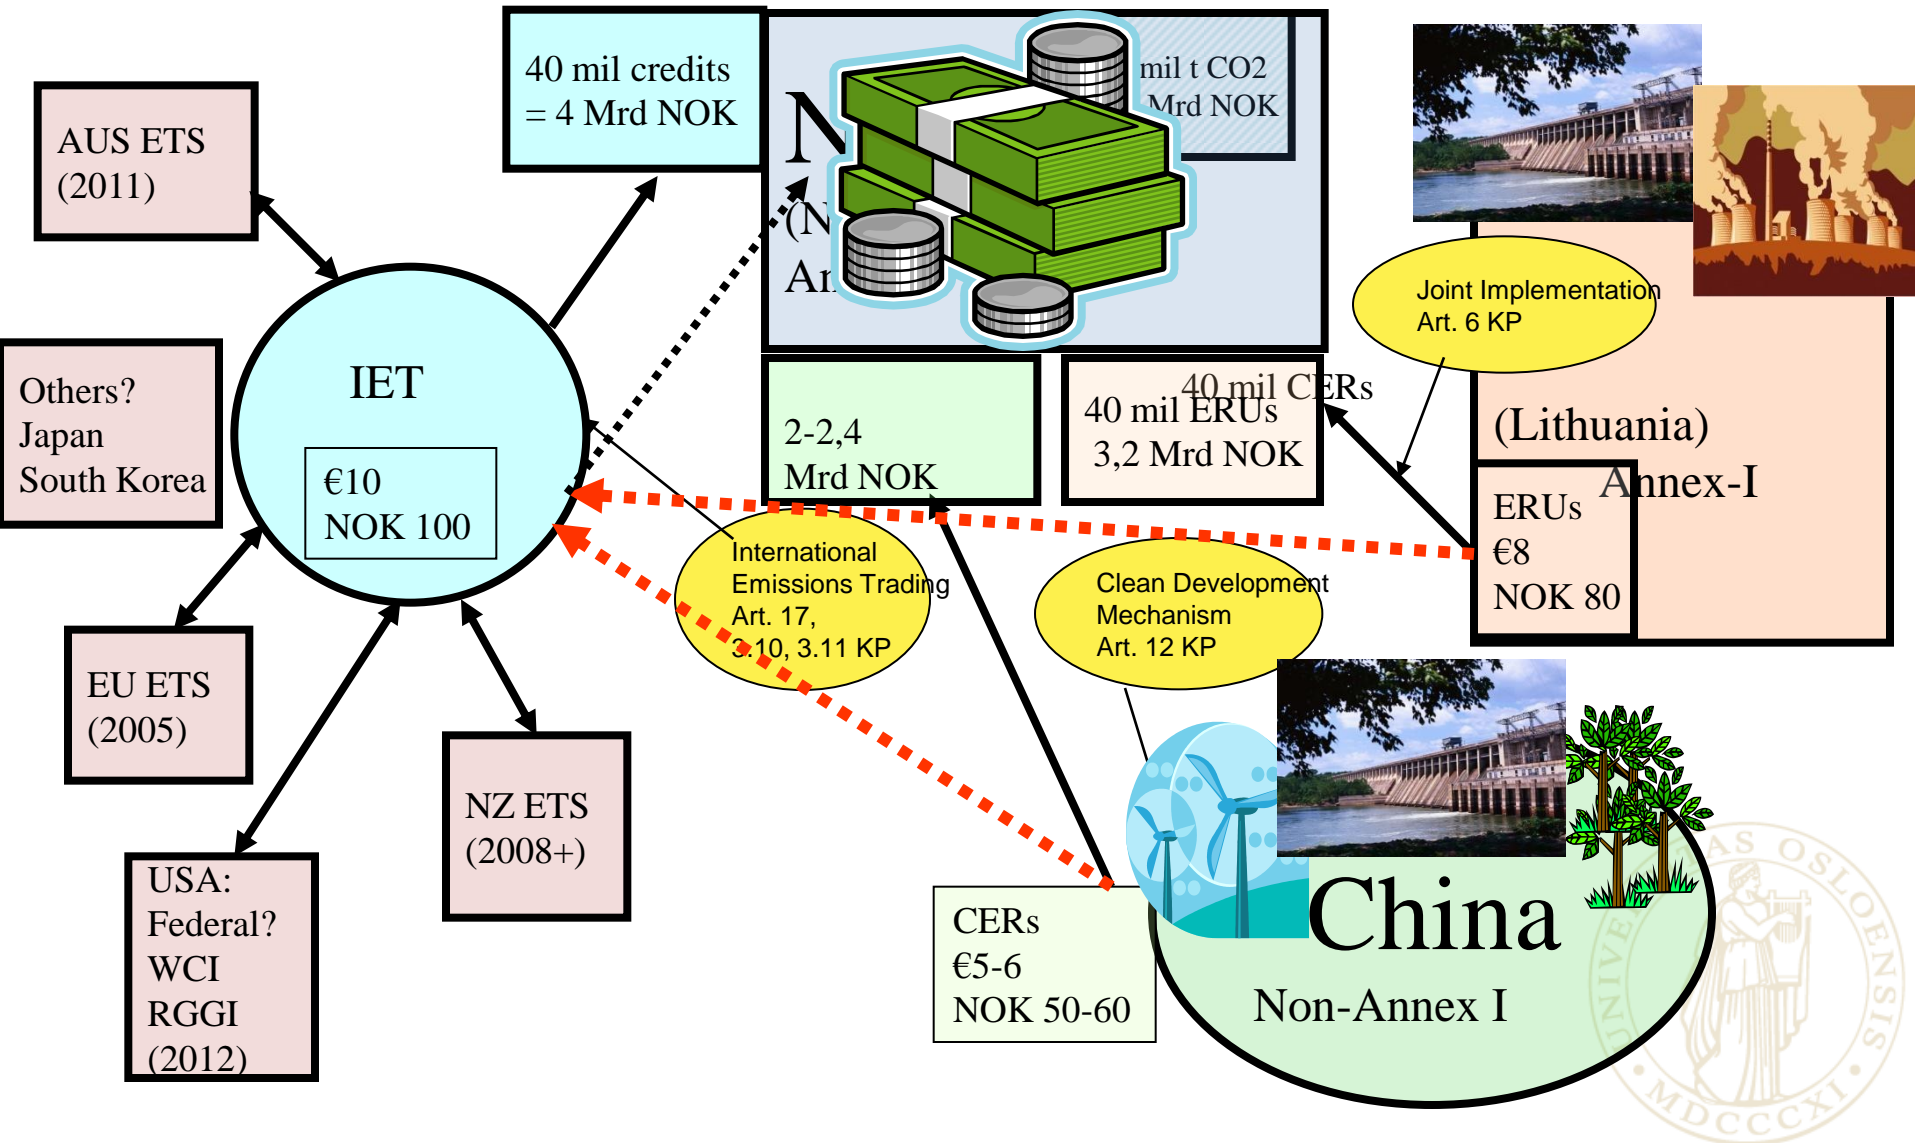 40 mil credits
= 4 Mrd NOK
mil t CO2
Mrd NOK
AUS ETS
(2011)
Others?
Japan
South Korea
IET
€10
NOK 100
EU ETS
(2005)
NZ ETS
(2008+)
USA:
Federal?
WCI
RGGI
(2012)
2-2,4
Mrd NOK
40 mil CERs
40 mil ERUs
3,2 Mrd NOK
Joint Implementation
Art. 6 KP
(Lithuania)
Annex-I
ERUs
€8
NOK 80
International
Emissions Trading
Art. 17,
3.10, 3.11 KP
Clean Development
Mechanism
Art. 12 KP
CERs
€5-6
NOK 50-60
China
Non-Annex I
MDCCCXI